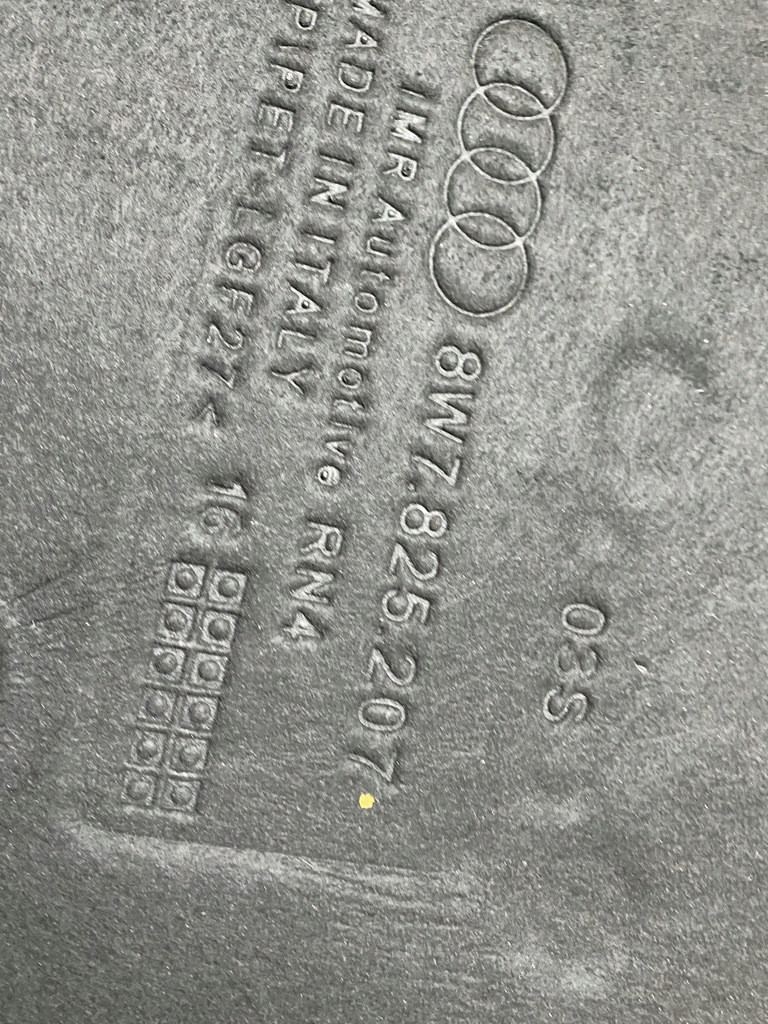 8W7.825.207
03S
IMR Automotive RN4
MADE IN ITALY
PIPET-LGF27<
16